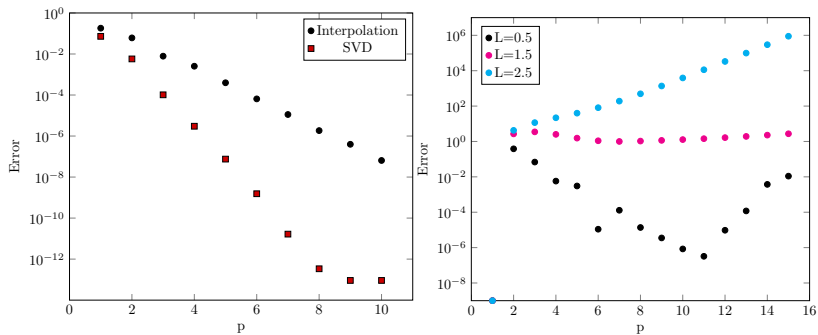 10^0
10^-2
10^-4
10^-6
10^-8
10^-10
10^-12
Error
0 2 4 6 8 10
p
Interpolation
SVD
10^6
10^4
10^2
10^0
10^-2
10^-4
10^-6
10^-8
Error
0 2 4 6 8 10 12 14 16
p
L=0.5
L=1.5
L=2.5